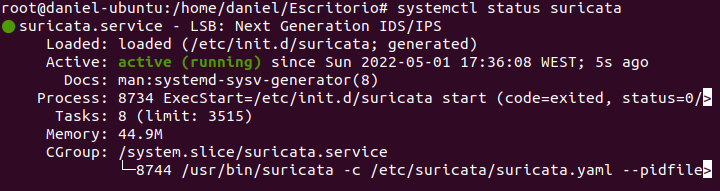 root@daniel-ubuntu:/home/daniel/Escritorio# systemctl status suricata
● suricata.service - LSB: Next Generation IDS/IPS
     Loaded: loaded (/etc/init.d/suricata; generated)
     Active: active (running) since Sun 2022-05-01 17:36:08 WEST; 5s ago
       Docs: man:systemd-sysv-generator(8)
    Process: 8734 ExecStart=/etc/init.d/suricata start (code=exited, status=0/>
      Tasks: 8 (limit: 3515)
     Memory: 44.9M
     CGroup: /system.slice/suricata.service
             └─8744 /usr/bin/suricata -c /etc/suricata/suricata.yaml --pidfile>